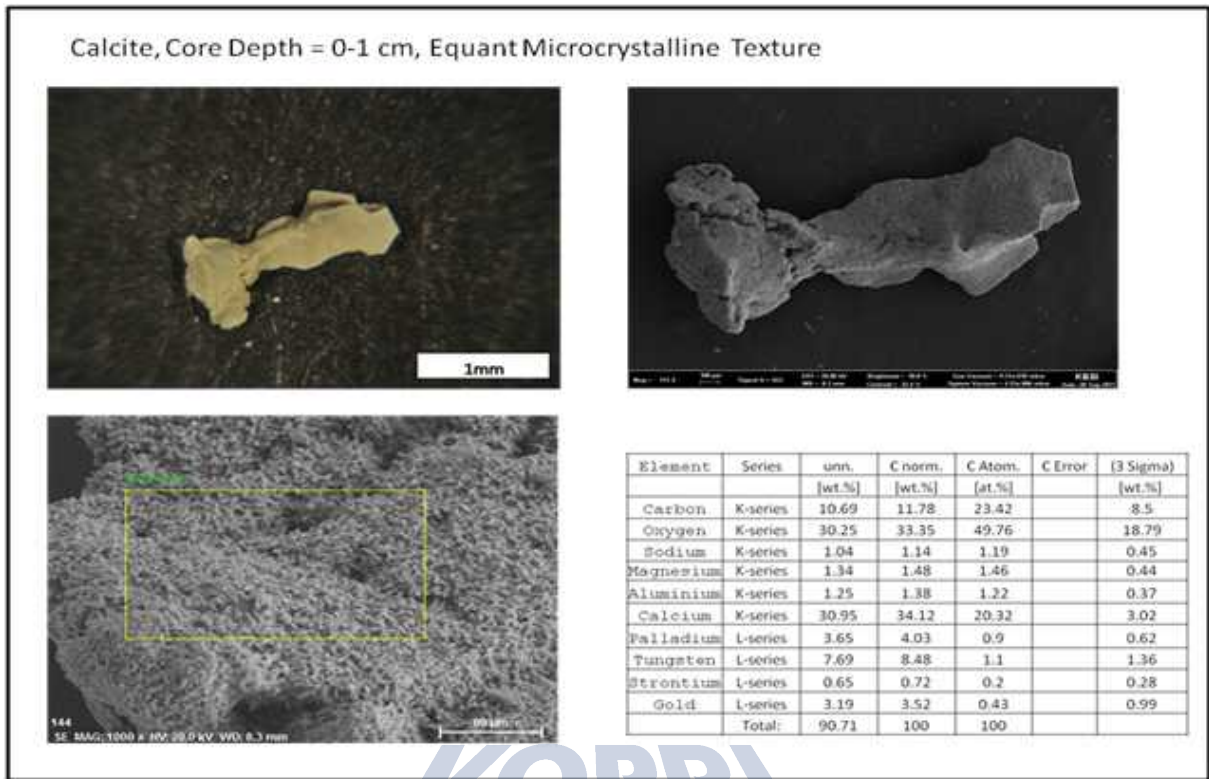 Calcite, Core Depth = 0-1 cm, Equant Microcrystalline Texture
1mm
144
SE MAG: 1000 x HV: 20.0 kV WD: 8.3 mm
Element Series unn. C norm. C Atom. C Error (3 Sigma)
[wt.%] [wt.%] [at.%] [wt.%]
Carbon K-series 10.69 11.78 23.42 8.5
Oxygen K-series 30.25 33.35 49.76 18.79
Sodium K-series 1.04 1.14 1.19 0.45
Magnesium K-series 1.34 1.48 1.46 0.44
Aluminium K-series 1.25 1.38 1.22 0.37
Calcium K-series 30.95 34.12 20.32 3.02
Palladium L-series 3.65 4.03 0.9 0.62
Tungsten L-series 7.69 8.48 1.1 1.36
Strontium L-series 0.65 0.72 0.2 0.28
Gold L-series 3.19 3.52 0.43 0.99
Total: 90.71 100 100